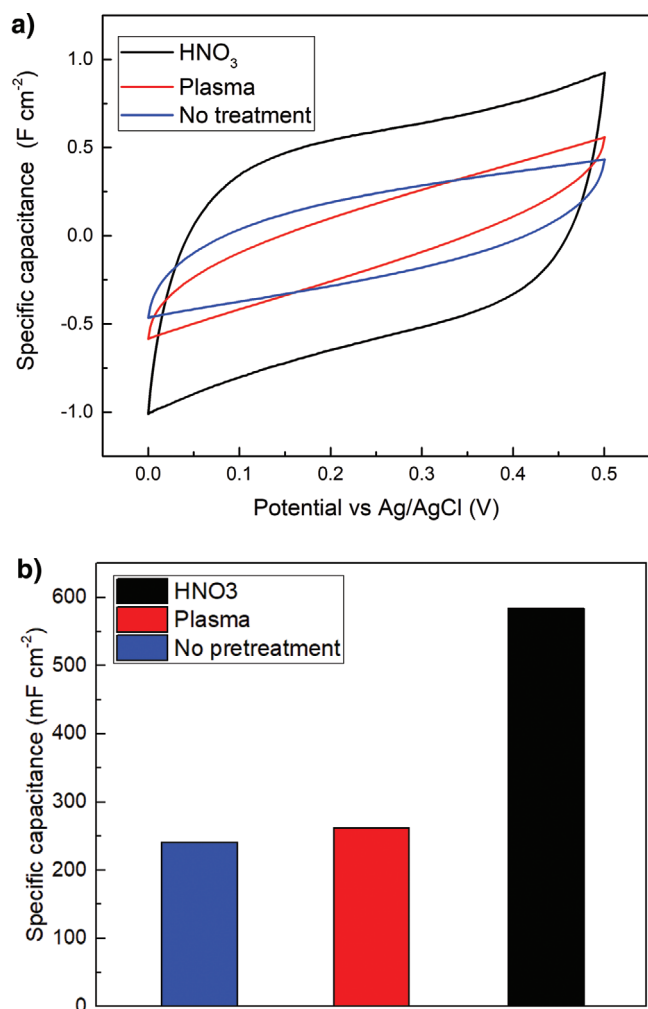 a)
HNO₃
Plasma
No treatment
1.0
0.5
0.0
-0.5
-1.0
Specific capacitance (F cm⁻²)
0.0 0.1 0.2 0.3 0.4 0.5
Potential vs Ag/AgCl (V)
b)
HNO3
Plasma
No pretreatment
600
500
400
300
200
100
0
Specific capacitance (mF cm⁻²)